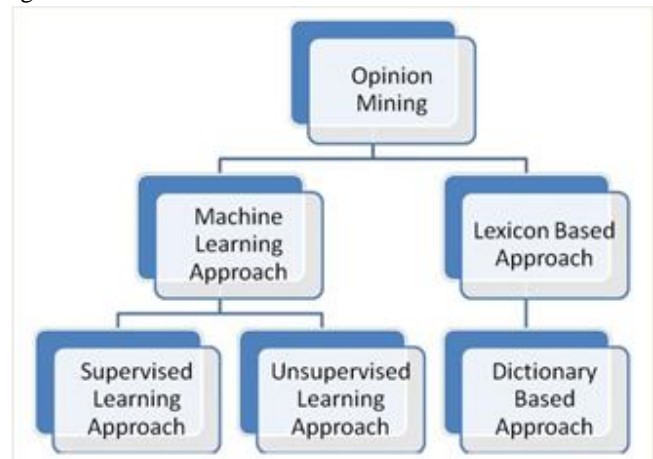 Opinion
Mining
Machine
Learning
Approach
Lexicon Based
Approach
Supervised
Learning
Approach
Unsupervised
Learning
Approach
Dictionary
Based
Approach